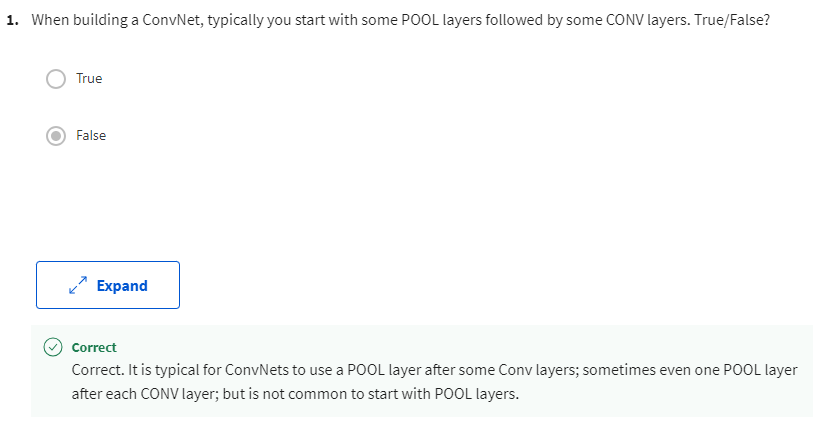 1. When building a ConvNet, typically you start with some POOL layers followed by some CONV layers. True/False?
True
False
Expand
Correct
Correct. It is typical for ConvNets to use a POOL layer after some Conv layers; sometimes even one POOL layer
after each CONV layer; but is not common to start with POOL layers.